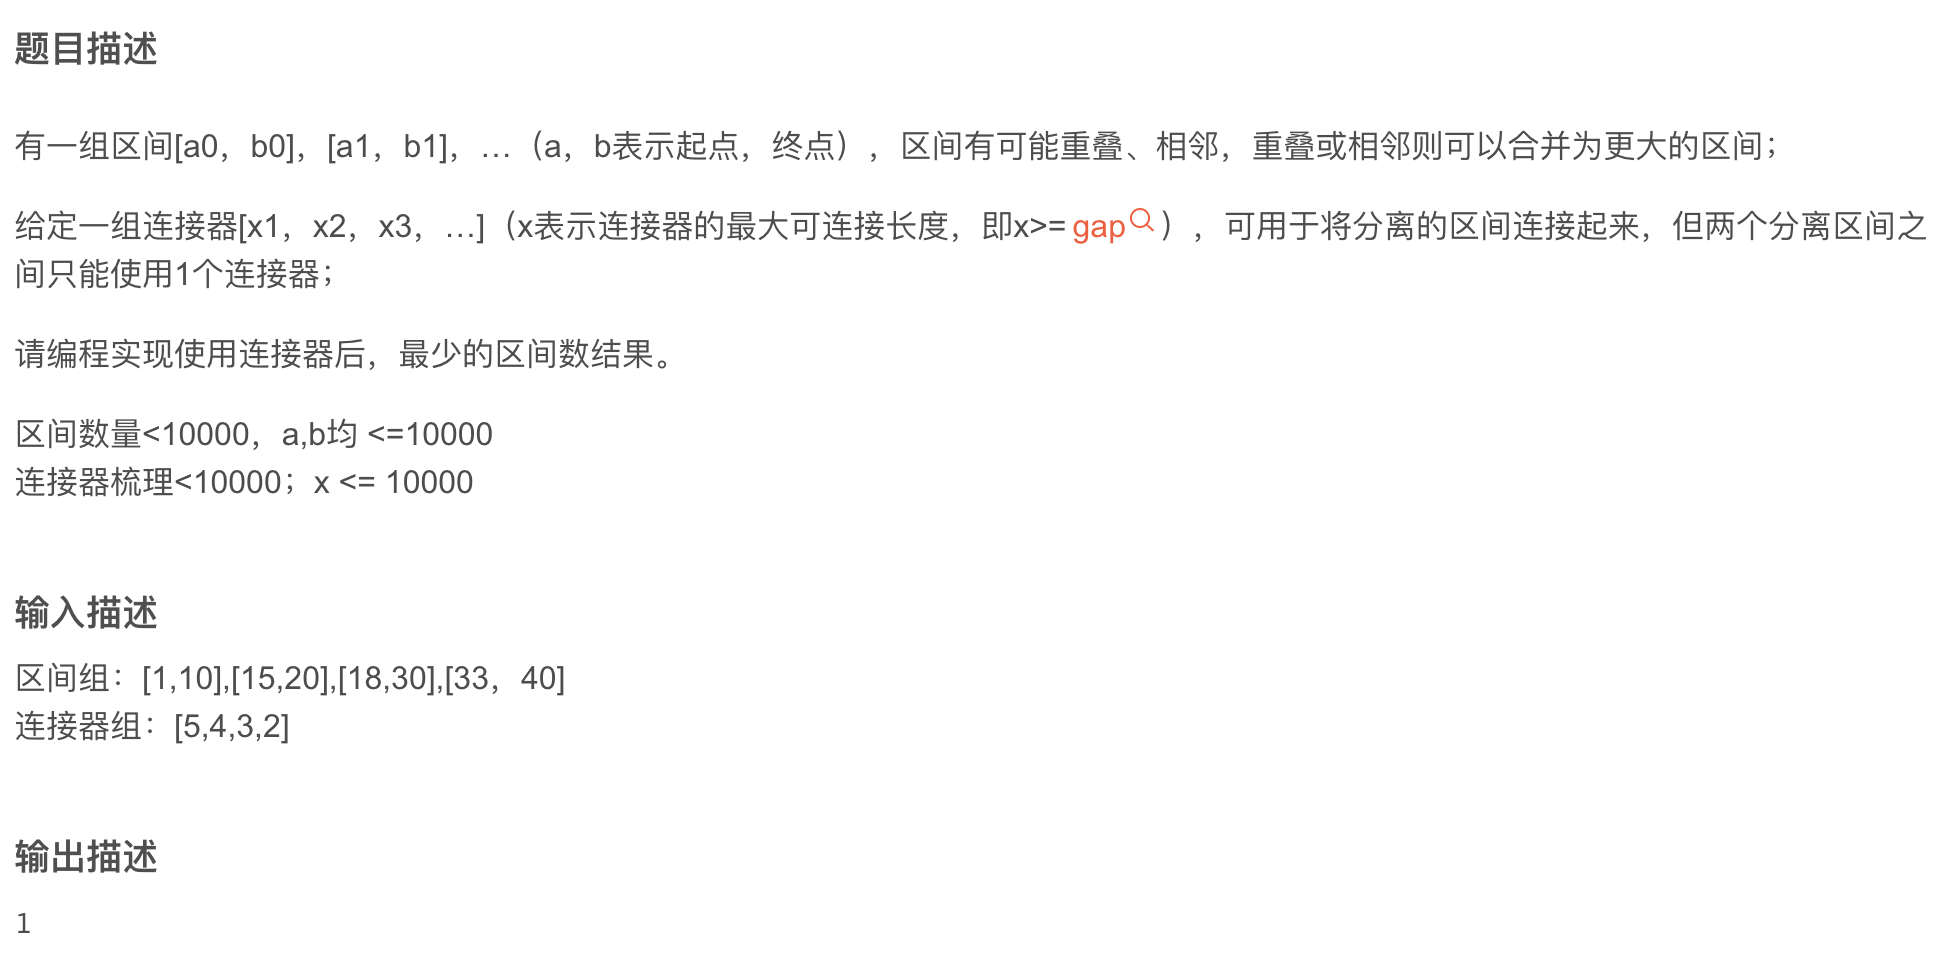 题目描述
有一组区间[a0，b0]，[a1，b1]，…（a，b表示起点，终点），区间有可能重叠、相邻，重叠或相邻则可以合并为更大的区间；
给定一组连接器[x1，x2，x3，…]（x表示连接器的最大可连接长度，即x>=gap），可用于将分离的区间连接起来，但两个分离区间之
间只能使用1个连接器；
请编程实现使用连接器后，最少的区间数结果。
区间数量<10000，a,b均 <=10000
连接器梳理<10000；x <= 10000
输入描述
区间组：[1,10],[15,20],[18,30],[33，40]
连接器组：[5,4,3,2]
输出描述
1